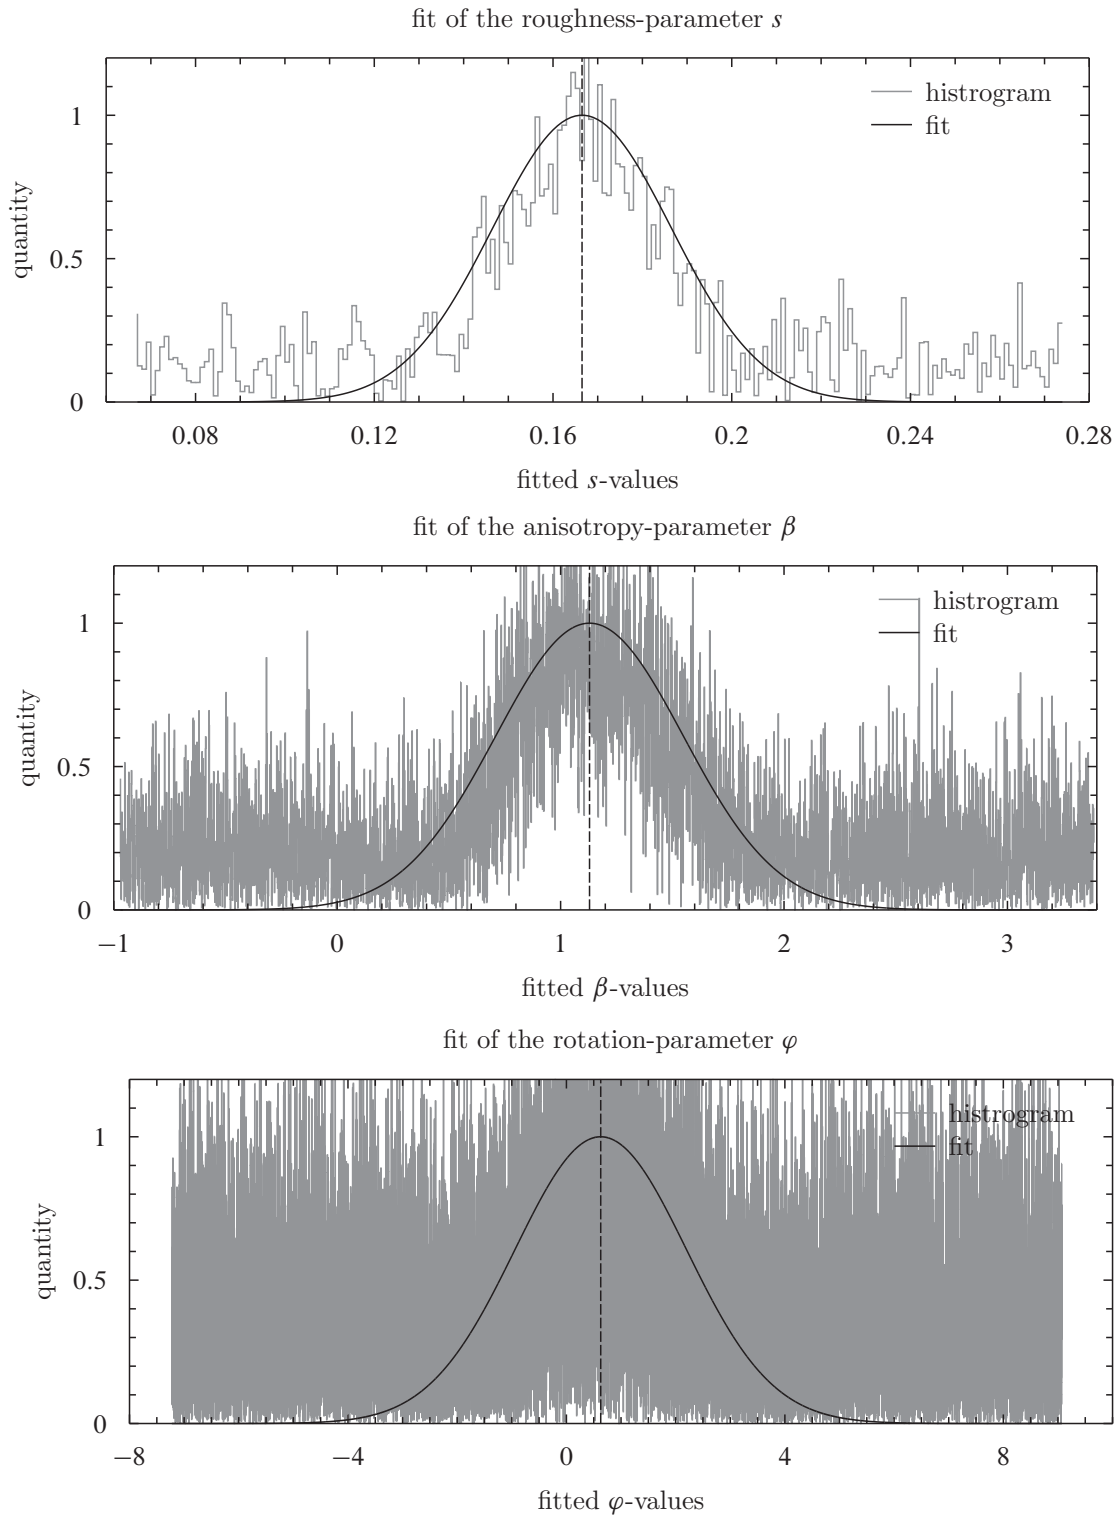 fit of the roughness-parameter s
histrogram
fit
1
0.5
0
quantity
0.08 0.12 0.16 0.2 0.24 0.28
fitted s-values
fit of the anisotropy-parameter β
histrogram
fit
1
0.5
0
quantity
−1 0 1 2 3
fitted β-values
fit of the rotation-parameter φ
histrogram
fit
1
0.5
0
quantity
−8 −4 0 4 8
fitted φ-values